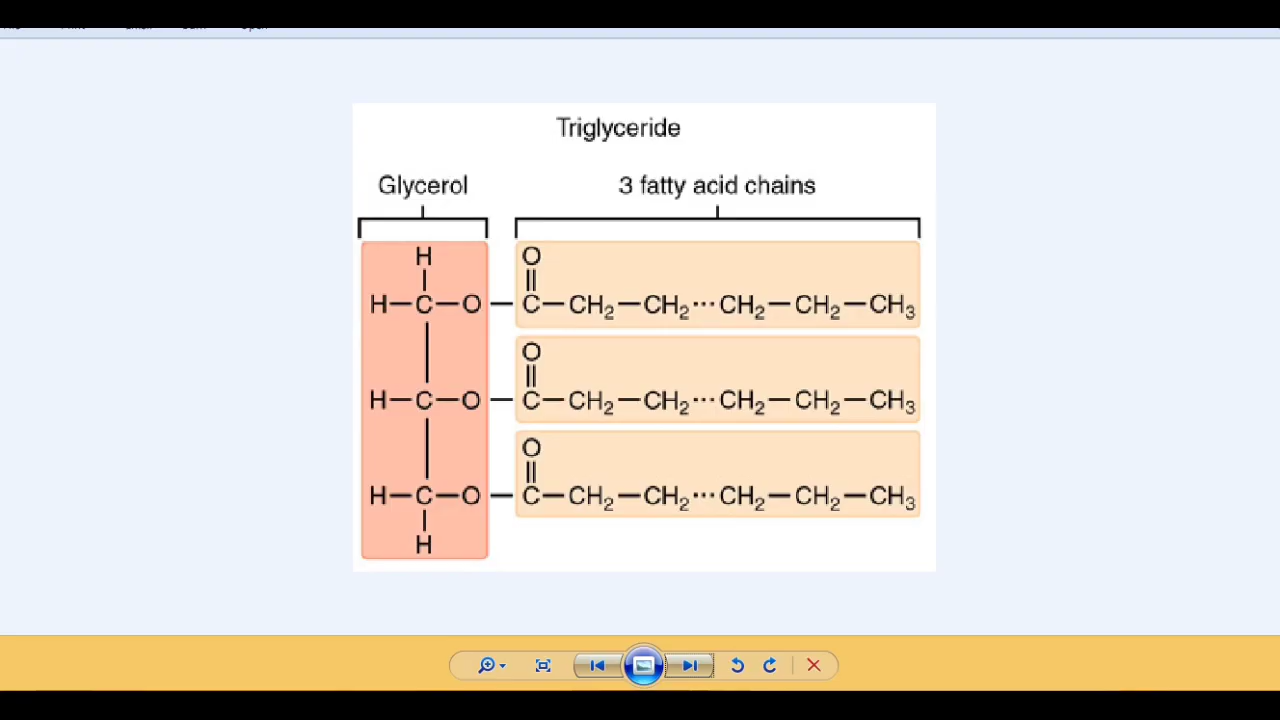 Triglyceride
Glycerol 3 fatty acid chains
H O
H—C—O—C—CH₂—CH₂···CH₂—CH₂—CH₃
O
H—C—O—C—CH₂—CH₂···CH₂—CH₂—CH₃
O
H—C—O—C—CH₂—CH₂···CH₂—CH₂—CH₃
H